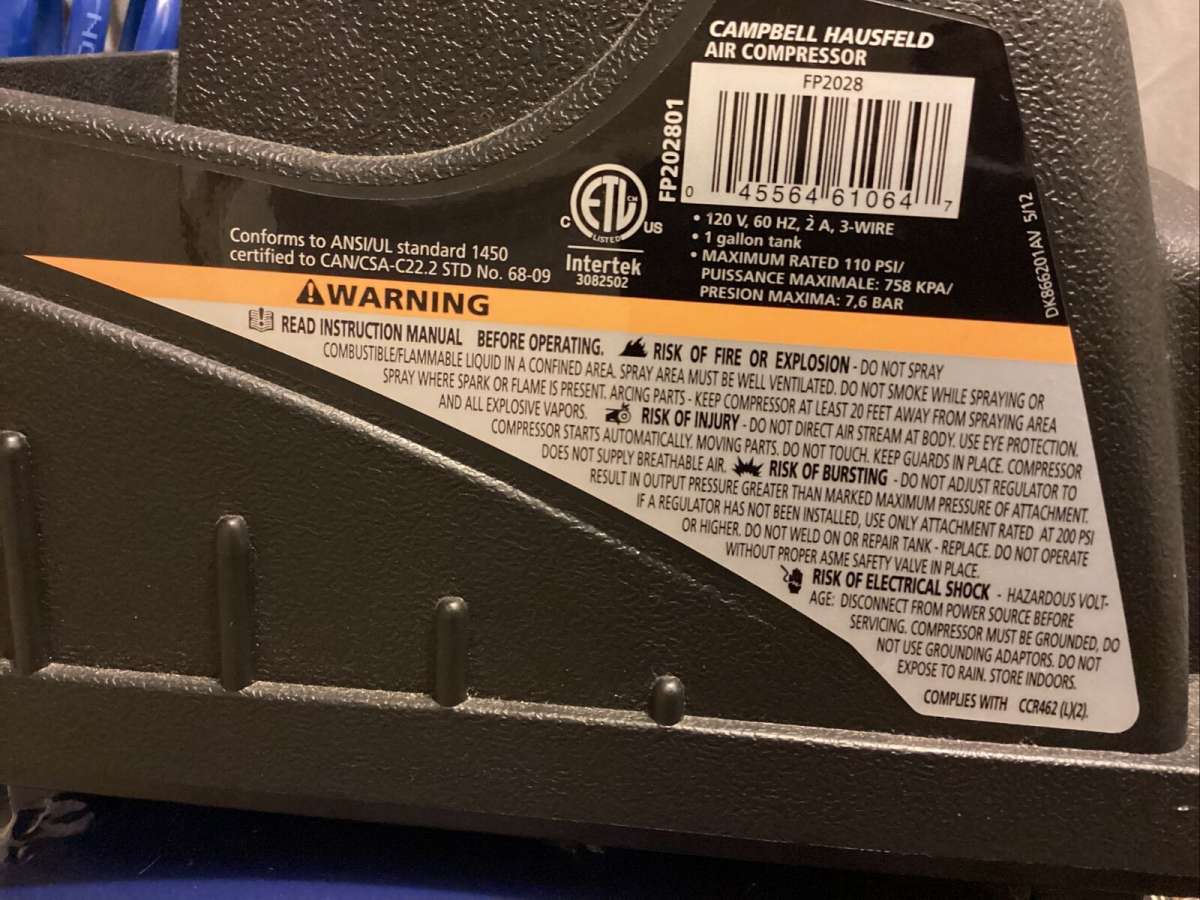 CAMPBELL HAUSFELD
AIR COMPRESSOR
FP2028
FP202801
0 45564 61064 7
• 120 V, 60 HZ, 2 A, 3-WIRE
• 1 gallon tank
• MAXIMUM RATED 110 PSI/
PUISSANCE MAXIMALE: 758 KPA/
PRESION MAXIMA: 7,6 BAR
DK866201AV 5/12
C ETL CM US
LISTED
Intertek
3082502
Conforms to ANSI/UL standard 1450
certified to CAN/CSA-C22.2 STD No. 68-09
WARNING
READ INSTRUCTION MANUAL BEFORE OPERATING. RISK OF FIRE OR EXPLOSION - DO NOT SPRAY
COMBUSTIBLE/FLAMMABLE LIQUID IN A CONFINED AREA. SPRAY AREA MUST BE WELL VENTILATED. DO NOT SMOKE WHILE SPRAYING OR
SPRAY WHERE SPARK OR FLAME IS PRESENT. ARCING PARTS - KEEP COMPRESSOR AT LEAST 20 FEET AWAY FROM SPRAYING AREA
AND ALL EXPLOSIVE VAPORS. RISK OF INJURY - DO NOT DIRECT AIR STREAM AT BODY. USE EYE PROTECTION.
COMPRESSOR STARTS AUTOMATICALLY. MOVING PARTS. DO NOT TOUCH. KEEP GUARDS IN PLACE. COMPRESSOR
DOES NOT SUPPLY BREATHABLE AIR. RISK OF BURSTING - DO NOT ADJUST REGULATOR TO
RESULT IN OUTPUT PRESSURE GREATER THAN MARKED MAXIMUM PRESSURE OF ATTACHMENT.
IF A REGULATOR HAS NOT BEEN INSTALLED, USE ONLY ATTACHMENT RATED AT 200 PSI
OR HIGHER. DO NOT WELD ON OR REPAIR TANK - REPLACE. DO NOT OPERATE
WITHOUT PROPER ASME SAFETY VALVE IN PLACE.
RISK OF ELECTRICAL SHOCK - HAZARDOUS VOLT-
AGE: DISCONNECT FROM POWER SOURCE BEFORE
SERVICING. COMPRESSOR MUST BE GROUNDED, DO
NOT USE GROUNDING ADAPTORS. DO NOT
EXPOSE TO RAIN. STORE INDOORS.
COMPLIES WITH CCR462 (L)(2).